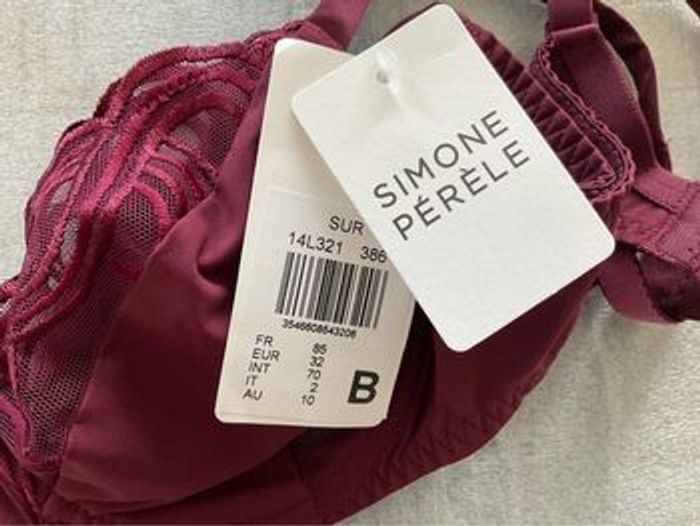 SIMONE
PÉRÈLE
SUR
14L321 386
3546608643206
FR 85
EUR 32
INT 70
IT 2
AU 10
B